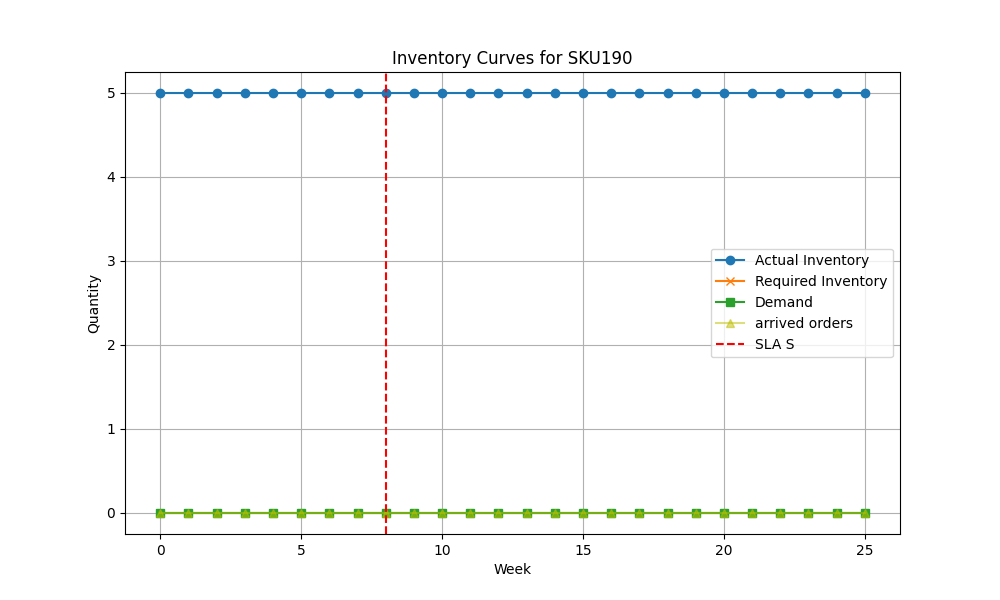 Inventory Curves for SKU190
Quantity
5
4
3
2
1
0
Actual Inventory
Required Inventory
Demand
arrived orders
SLA S
0 5 10 15 20 25
Week